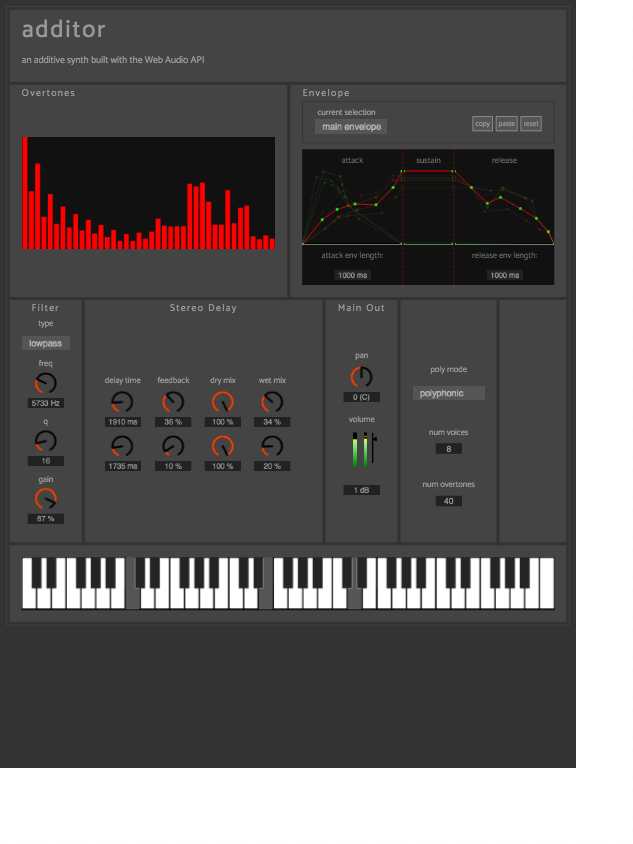 additor
an additive synth built with the Web Audio API
Overtones
Envelope
current selection
main envelope
copy paste reset
attack sustain release
attack env length: release env length:
1000 ms 1000 ms
Filter
type
lowpass
freq
5733 Hz
q
16
gain
87 %
Stereo Delay
delay time feedback dry mix wet mix
1910 ms 36 % 100 % 34 %
1735 ms 10 % 100 % 20 %
Main Out
pan
0 (C)
volume
1 dB
poly mode
polyphonic
num voices
8
num overtones
40